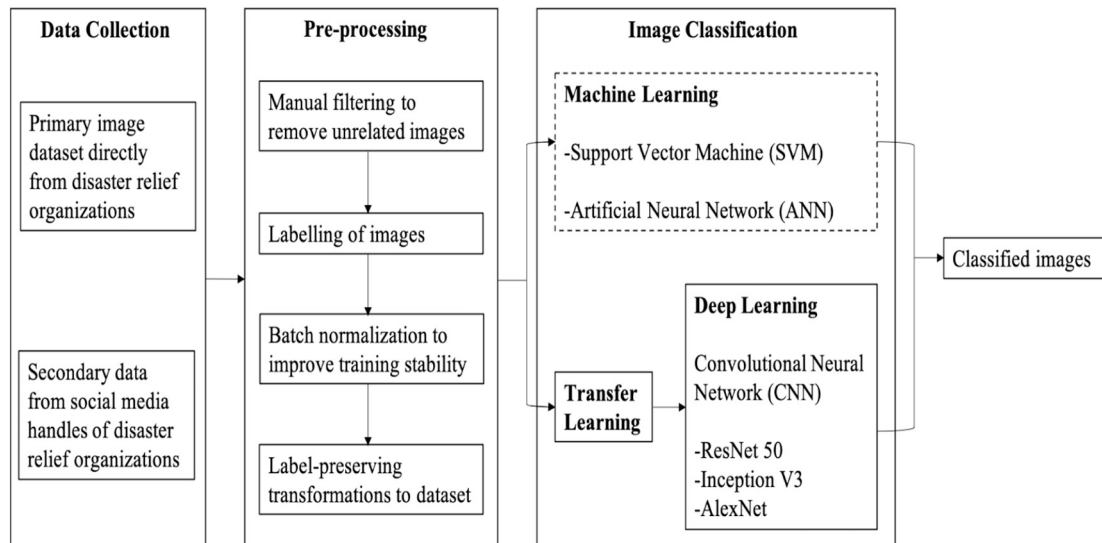 Data Collection
Primary image
dataset directly
from disaster relief
organizations
Secondary data
from social media
handles of disaster
relief organizations
Pre-processing
Manual filtering to
remove unrelated images
Labelling of images
Batch normalization to
improve training stability
Label-preserving
transformations to dataset
Image Classification
Machine Learning
-Support Vector Machine (SVM)
-Artificial Neural Network (ANN)
Transfer
Learning
Deep Learning
Convolutional Neural
Network (CNN)
-ResNet 50
-Inception V3
-AlexNet
Classified images